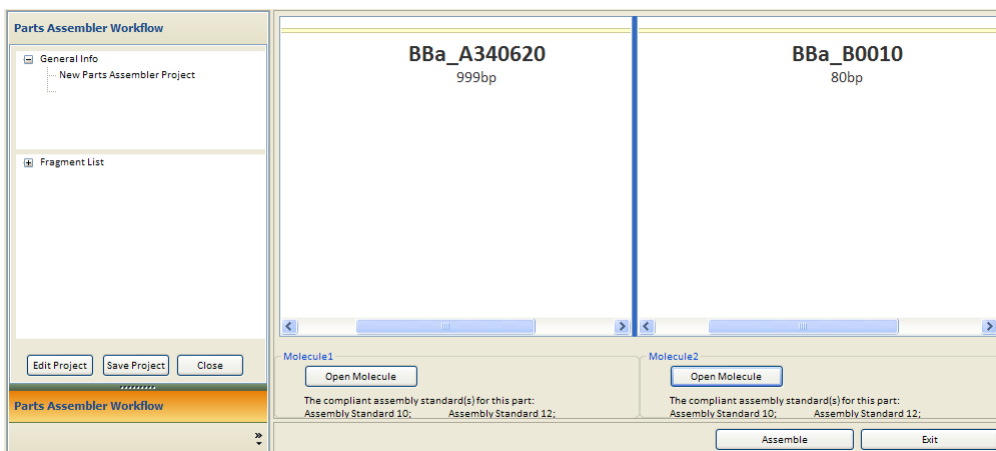 Parts Assembler Workflow
General Info
New Parts Assembler Project
Fragment List
Edit Project Save Project Close
Parts Assembler Workflow
BBa_A340620
999bp
BBa_B0010
80bp
Molecule1
Open Molecule
The compliant assembly standard(s) for this part:
Assembly Standard 10; Assembly Standard 12;
Molecule2
Open Molecule
The compliant assembly standard(s) for this part:
Assembly Standard 10; Assembly Standard 12;
Assemble Exit